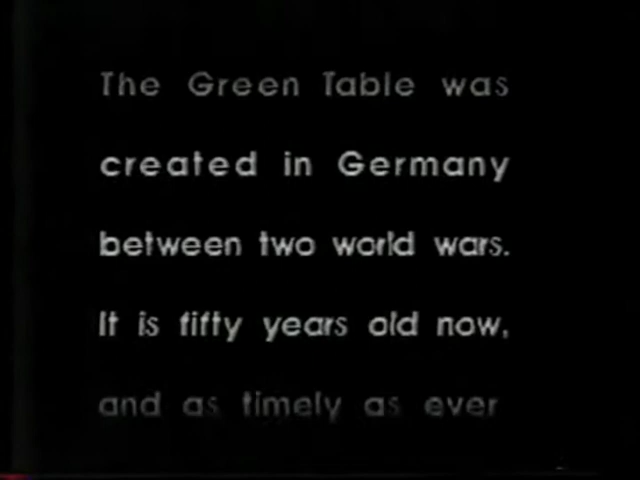 The Green Table was
created in Germany
between two world wars.
It is fifty years old now,
and as timely as ever